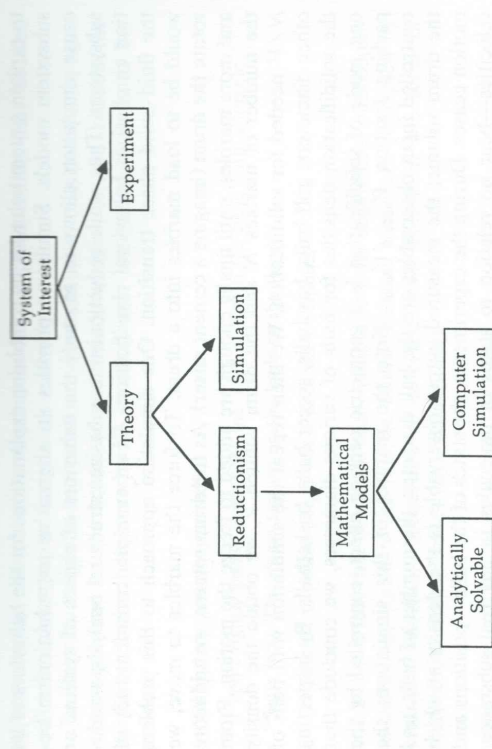 System of
Interest
Theory
Experiment
Reductionism
Simulation
Mathematical
Models
Analytically
Solvable
Computer
Simulation